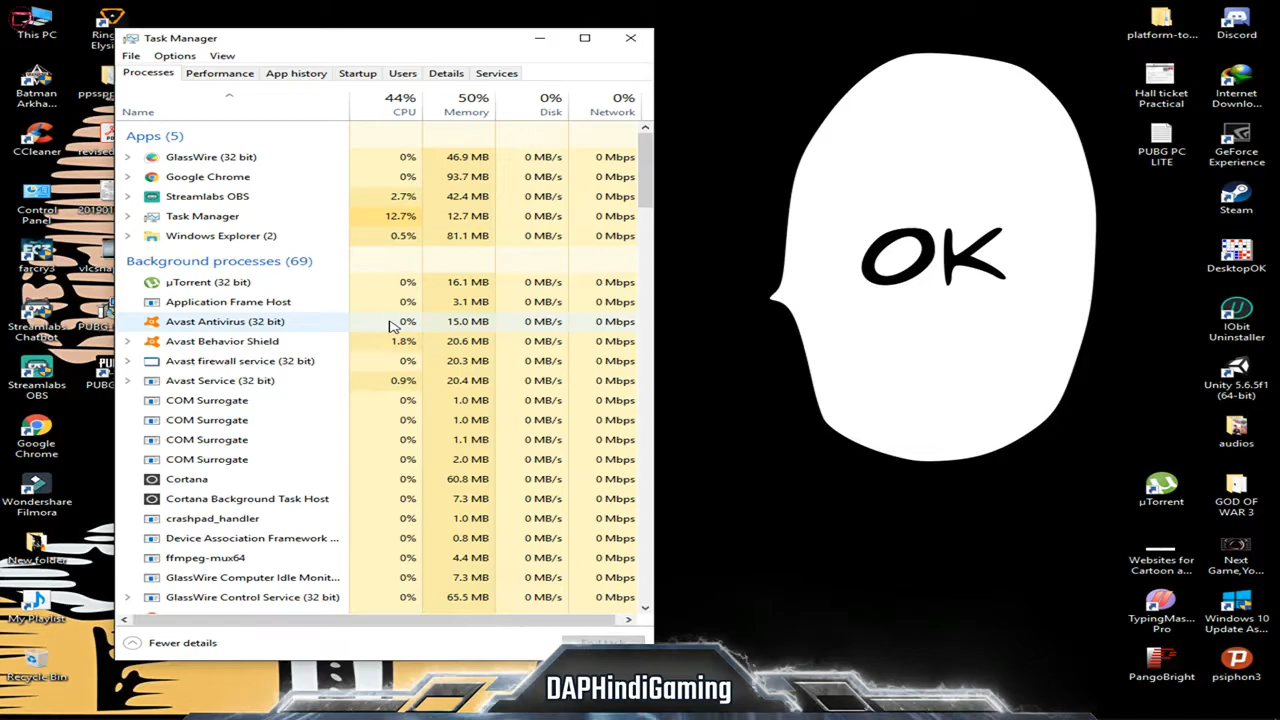 This PC
Ring
Elysi
Batman
Arkha...
ppsspp
CCleaner
revised
Control
Panel
201901
farcry3
vlcsnap
Streamlabs
Chatbot
PUBG
Streamlabs
OBS
PUBG
Google
Chrome
Wondershare
Filmora
New folder
My Playlist
Recycle Bin
Task Manager
File Options View
Processes Performance App history Startup Users Details Services
44% 50% 0% 0%
Name CPU Memory Disk Network
Apps (5)
GlassWire (32 bit) 0% 46.9 MB 0 MB/s 0 Mbps
Google Chrome 0% 93.7 MB 0 MB/s 0 Mbps
Streamlabs OBS 2.7% 42.4 MB 0 MB/s 0 Mbps
Task Manager 12.7% 12.7 MB 0 MB/s 0 Mbps
Windows Explorer (2) 0.5% 81.1 MB 0 MB/s 0 Mbps
Background processes (69)
µTorrent (32 bit) 0% 16.1 MB 0 MB/s 0 Mbps
Application Frame Host 0% 3.1 MB 0 MB/s 0 Mbps
Avast Antivirus (32 bit) 0% 15.0 MB 0 MB/s 0 Mbps
Avast Behavior Shield 1.8% 20.6 MB 0 MB/s 0 Mbps
Avast firewall service (32 bit) 0% 20.3 MB 0 MB/s 0 Mbps
Avast Service (32 bit) 0.9% 20.4 MB 0 MB/s 0 Mbps
COM Surrogate 0% 1.0 MB 0 MB/s 0 Mbps
COM Surrogate 0% 1.0 MB 0 MB/s 0 Mbps
COM Surrogate 0% 1.1 MB 0 MB/s 0 Mbps
COM Surrogate 0% 2.0 MB 0 MB/s 0 Mbps
Cortana 0% 60.8 MB 0 MB/s 0 Mbps
Cortana Background Task Host 0% 7.3 MB 0 MB/s 0 Mbps
crashpad_handler 0% 1.0 MB 0 MB/s 0 Mbps
Device Association Framework ... 0% 0.8 MB 0 MB/s 0 Mbps
ffmpeg-mux64 0% 4.4 MB 0 MB/s 0 Mbps
GlassWire Computer Idle Monit... 0% 7.3 MB 0 MB/s 0 Mbps
GlassWire Control Service (32 bit) 0% 65.5 MB 0 MB/s 0 Mbps
Fewer details
OK
platform-to...
Discord
Hall ticket
Practical
Internet
Downlo...
PUBG PC
LITE
GeForce
Experience
Steam
DesktopOK
IObit
Uninstaller
Unity 5.6.5f1
(64-bit)
audios
µTorrent
GOD OF
WAR 3
Websites for
Cartoon a...
Next
Game,Yo...
TypingMas...
Pro
Windows 10
Update As...
PangoBright
psiphon3
DAPHindiGaming